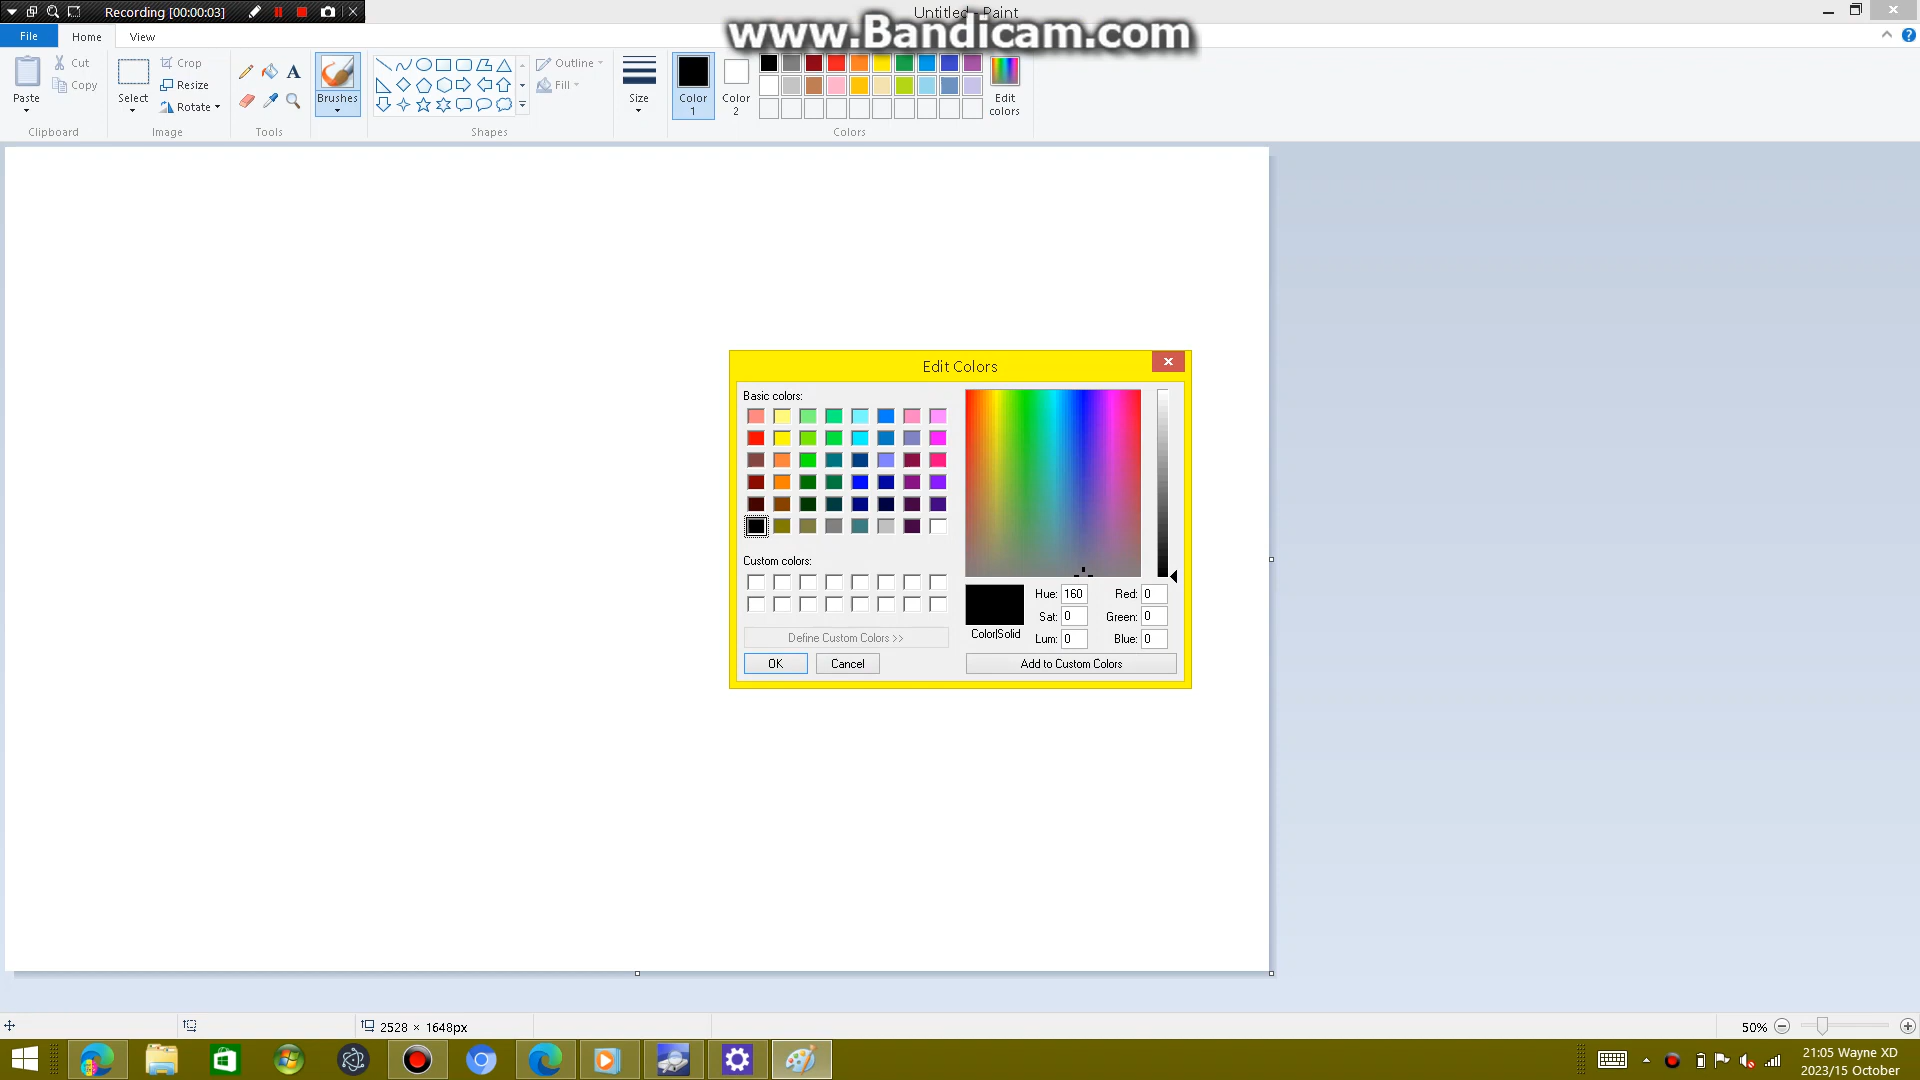 Recording [00:00:03]
Untitled - Paint
www.Bandicam.com
File
Home
View
Paste
Cut
Copy
Clipboard
Select
Crop
Resize
Rotate
Image
A
Tools
Brushes
Shapes
Outline
Fill
Size
Color
1
Color
2
Colors
Edit
colors
Edit Colors
Basic colors:
Custom colors:
Define Custom Colors >>
OK
Cancel
Color|Solid
Hue: 160
Sat: 0
Lum: 0
Red: 0
Green: 0
Blue: 0
Add to Custom Colors
2528 × 1648px
50%
21:05 Wayne XD
2023/15 October